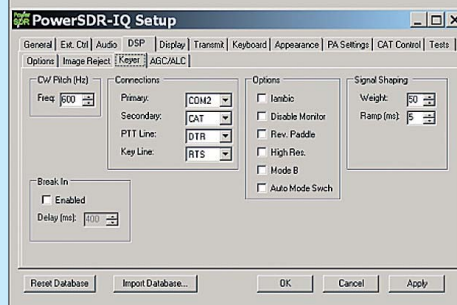 Power SDR
PowerSDR-IQ Setup
General Ext. Ctrl Audio DSP Display Transmit Keyboard Appearance PA Settings CAT Control Tests
Options Image Reject Keyer AGC/ALC
CW Pitch (Hz)
Freq: 600
Connections
Primary: COM2
Secondary: CAT
PTT Line: DTR
Key Line: RTS
Options
Iambic
Disable Monitor
Rev. Paddle
High Res.
Mode B
Auto Mode Swch
Signal Shaping
Weight: 50
Ramp (ms): 5
Break In
Enabled
Delay (ms): 400
Reset Database
Import Database...
OK
Cancel
Apply